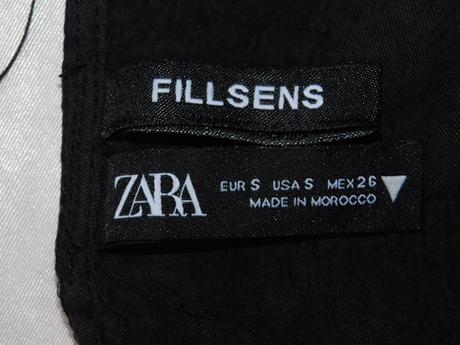 FILLSENS
ZARA
EUR S USA S MEX 26
MADE IN MOROCCO